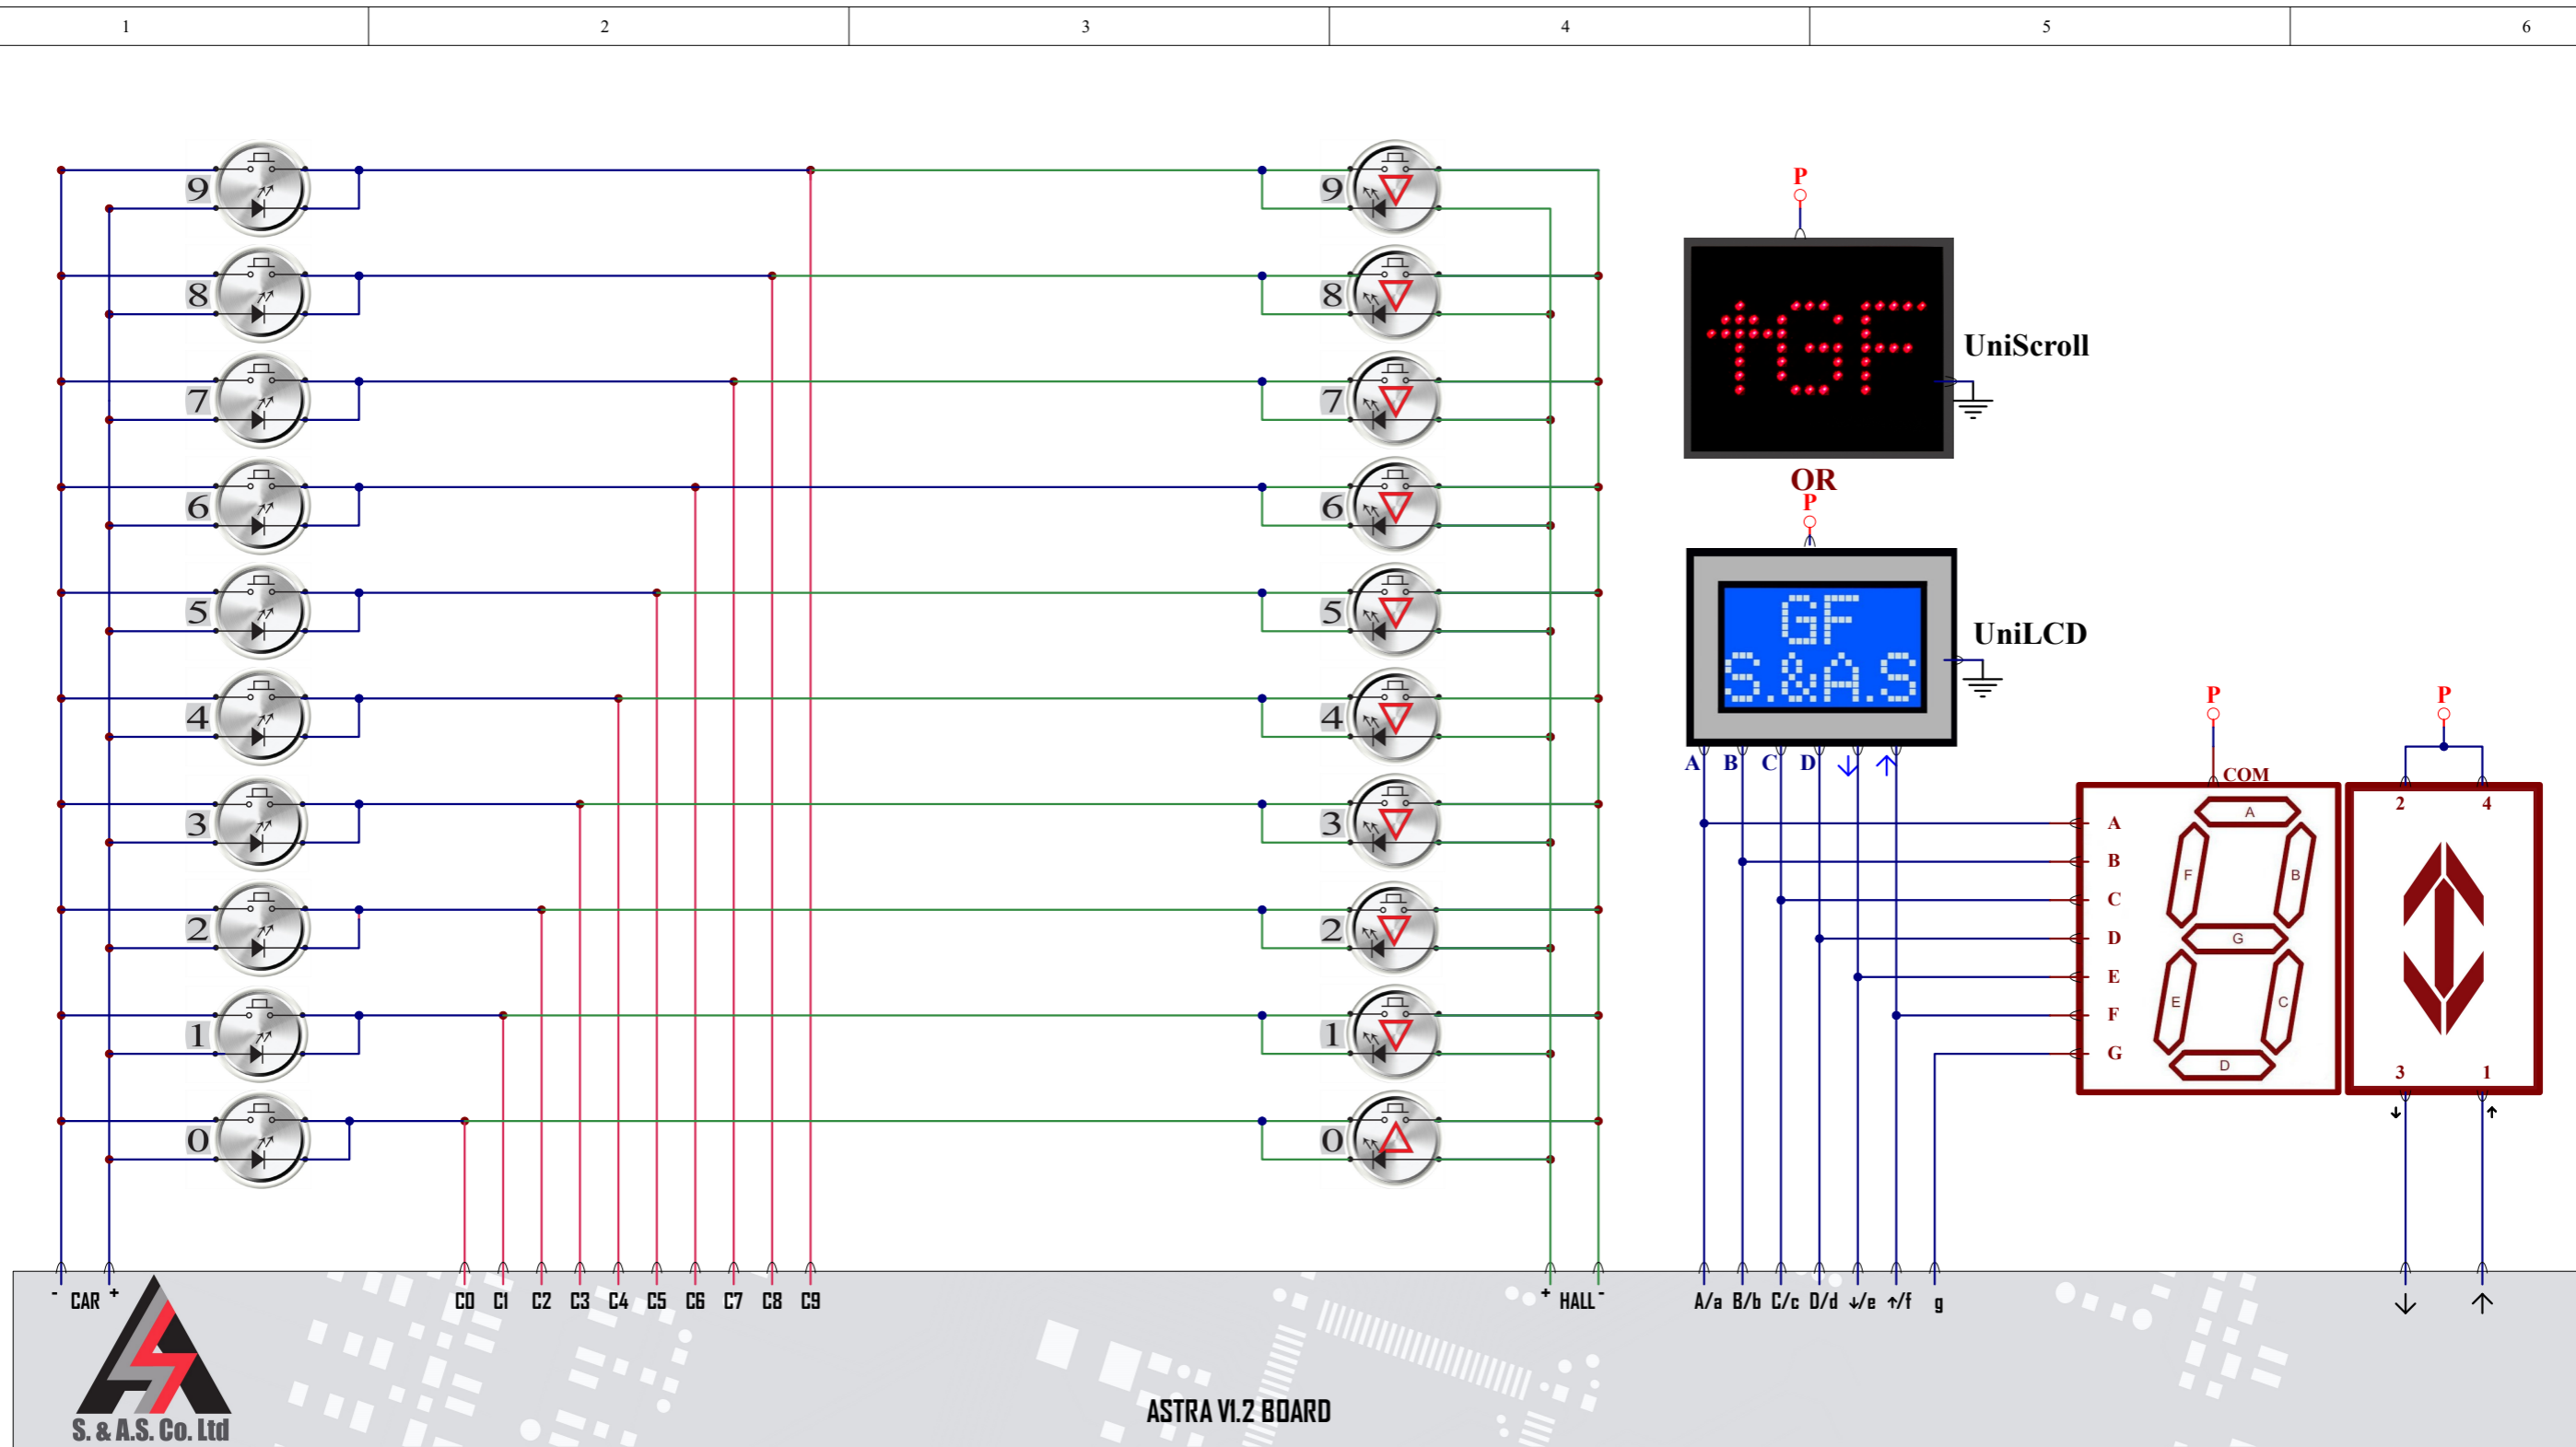 1 2 3 4 5 6
9 9
8 8
7 7
6 6
5 5
4 4
3 3
2 2
1 1
0 0
P
GF
UniScroll
OR
P
GF
S.&A.S
UniLCD
A B C D ↓ ↑
P
COM
A
B
C
D
E
F
G
A
F
B
G
E
C
D
P
2 4
3 1
↓ ↑
- CAR +
C0 C1 C2 C3 C4 C5 C6 C7 C8 C9
+ HALL -
A/a B/b C/c D/d ↓/e ↑/f g
↓ ↑
S. & A.S. Co. Ltd
ASTRA V1.2 BOARD